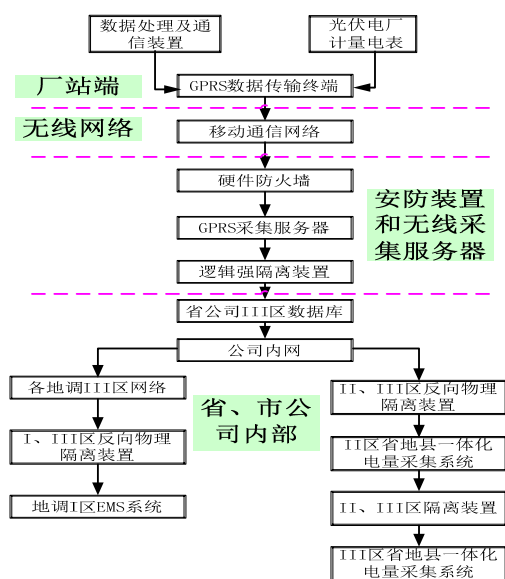 数据处理及通
信装置
光伏电厂
计量电表
厂站端
GPRS数据传输终端
无线网络
移动通信网络
硬件防火墙
安防装置
和无线采
集服务器
GPRS采集服务器
逻辑强隔离装置
省公司III区数据库
公司内网
各地调III区网络
省、市公
司内部
II、III区反向物理
隔离装置
I、III区反向物理
隔离装置
II区省地县一体化
电量采集系统
地调I区EMS系统
II、III区隔离装置
III区省地县一体化
电量采集系统